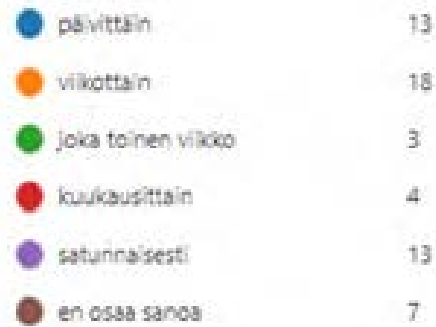 päivittäin 13
viikottain 18
joka toinen viikko 3
kuukausittain 4
satunnaisesti 13
en osaa sanoa 7